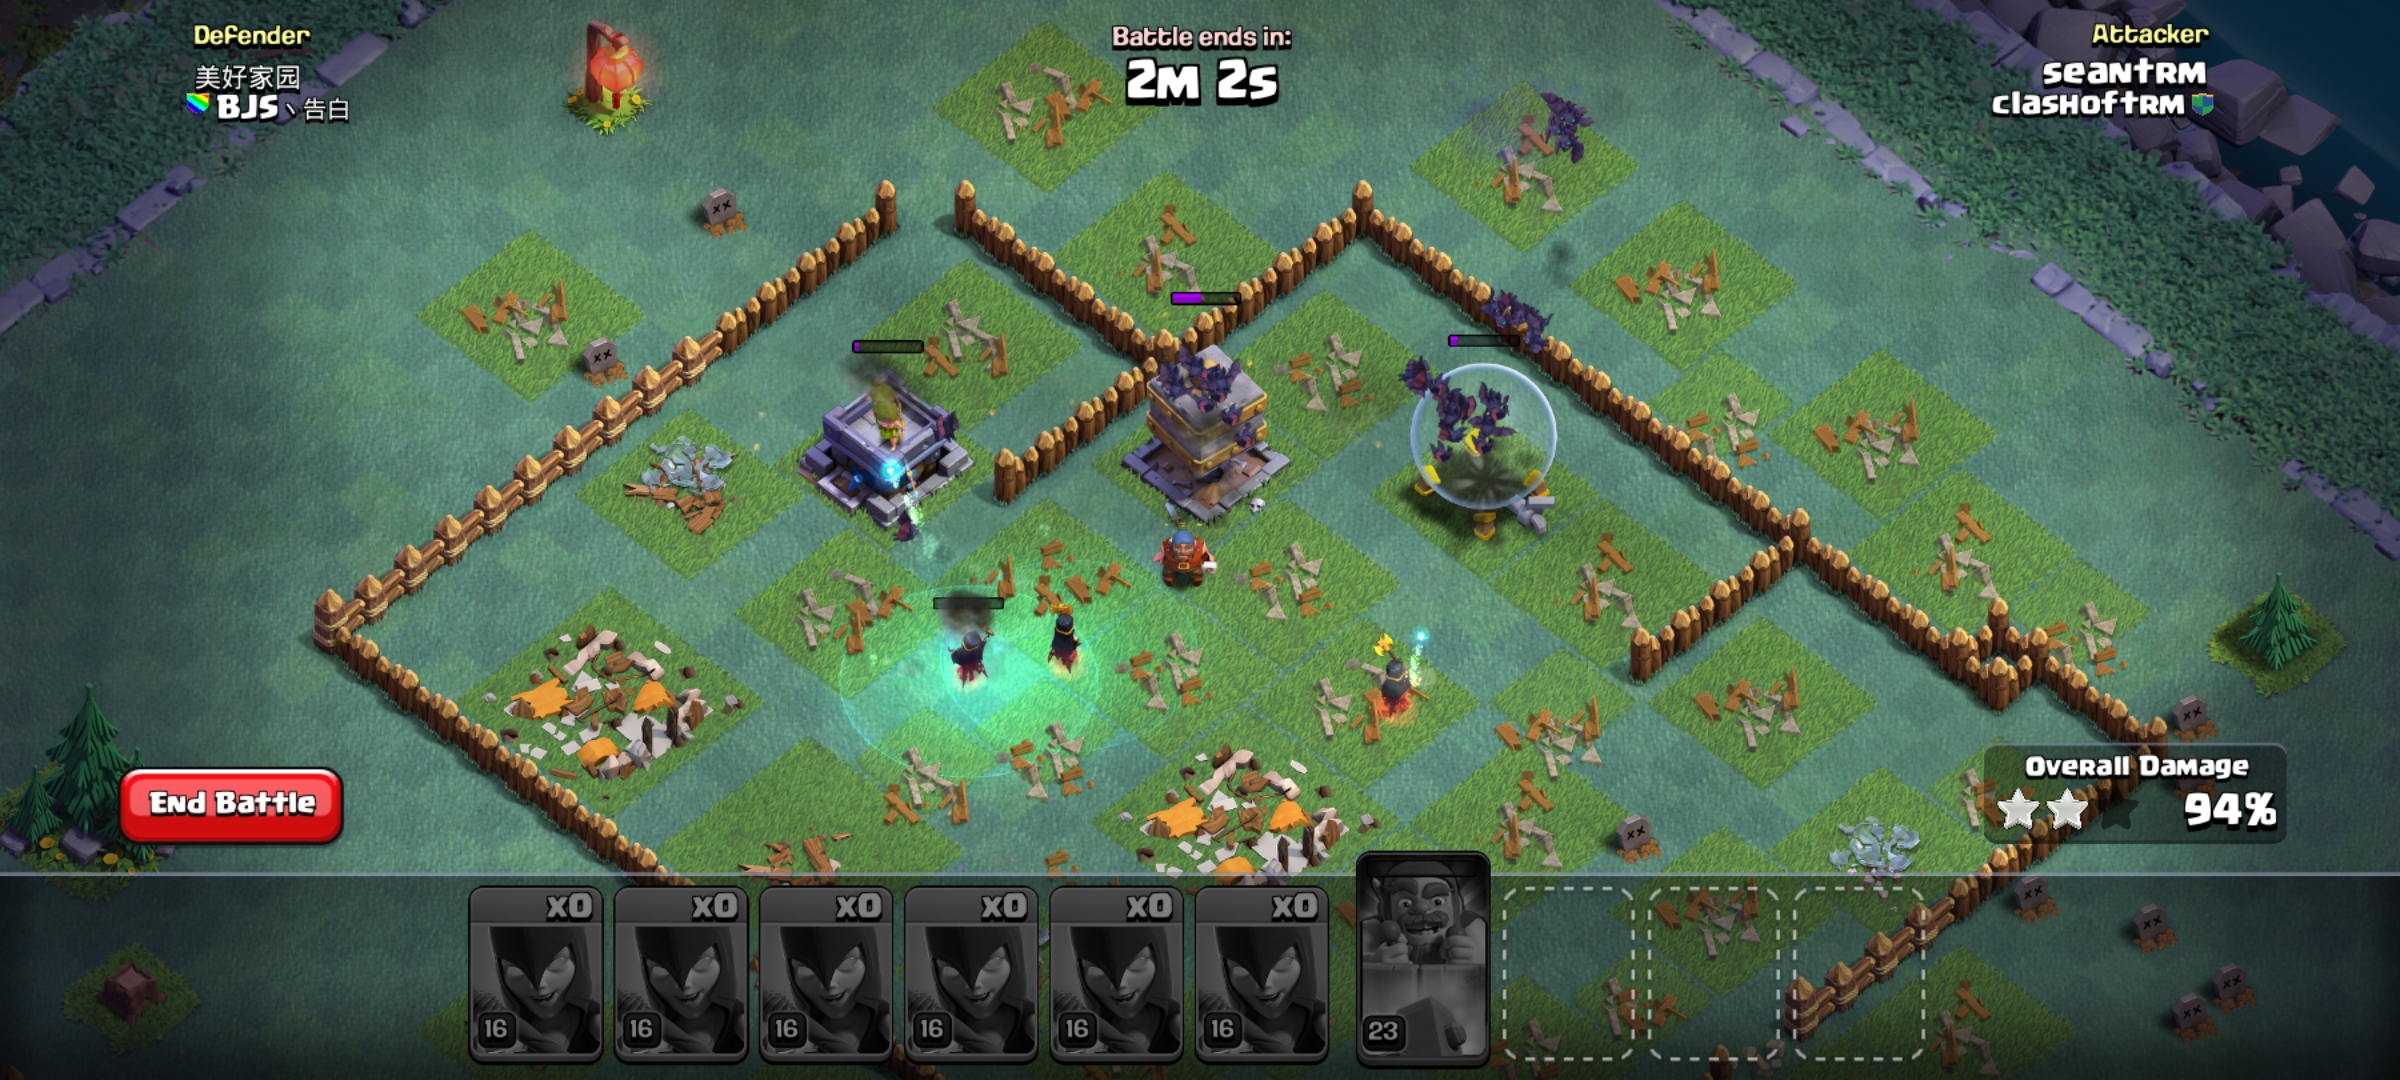 Defender
美好家园
BJS丶告白
Battle ends in:
2M 2S
Attacker
seantrm
clashoftrm
End Battle
Overall Damage
94%
x0
x0
x0
x0
x0
x0
16
16
16
16
16
16
23